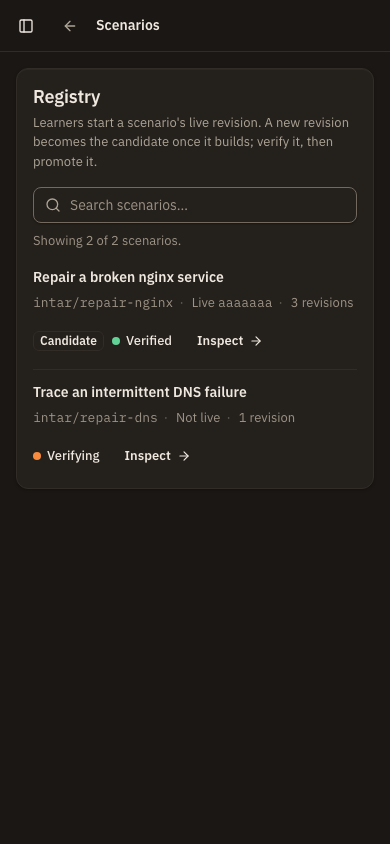 Scenarios
Registry
Learners start a scenario's live revision. A new revision
becomes the candidate once it builds; verify it, then
promote it.
Search scenarios...
Showing 2 of 2 scenarios.
Repair a broken nginx service
intar/repair-nginx · Live aaaaaaa · 3 revisions
Candidate Verified Inspect →
Trace an intermittent DNS failure
intar/repair-dns · Not live · 1 revision
Verifying Inspect →